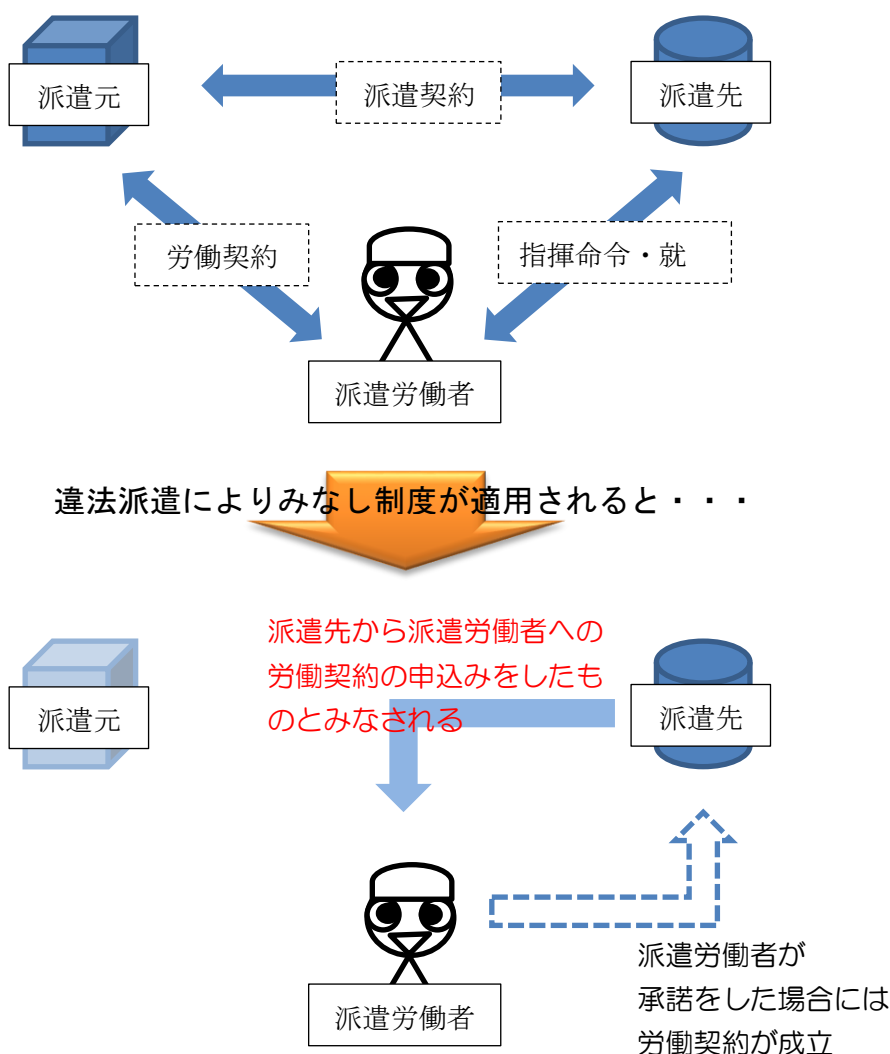 派遣元
派遣契約
派遣先
労働契約
指揮命令・就
派遣労働者
違法派遣によりみなし制度が適用されると・・・
派遣先から派遣労働者への
労働契約の申込みをしたも
のとみなされる
派遣元
派遣先
派遣労働者
派遣労働者が
承諾をした場合には
労働契約が成立